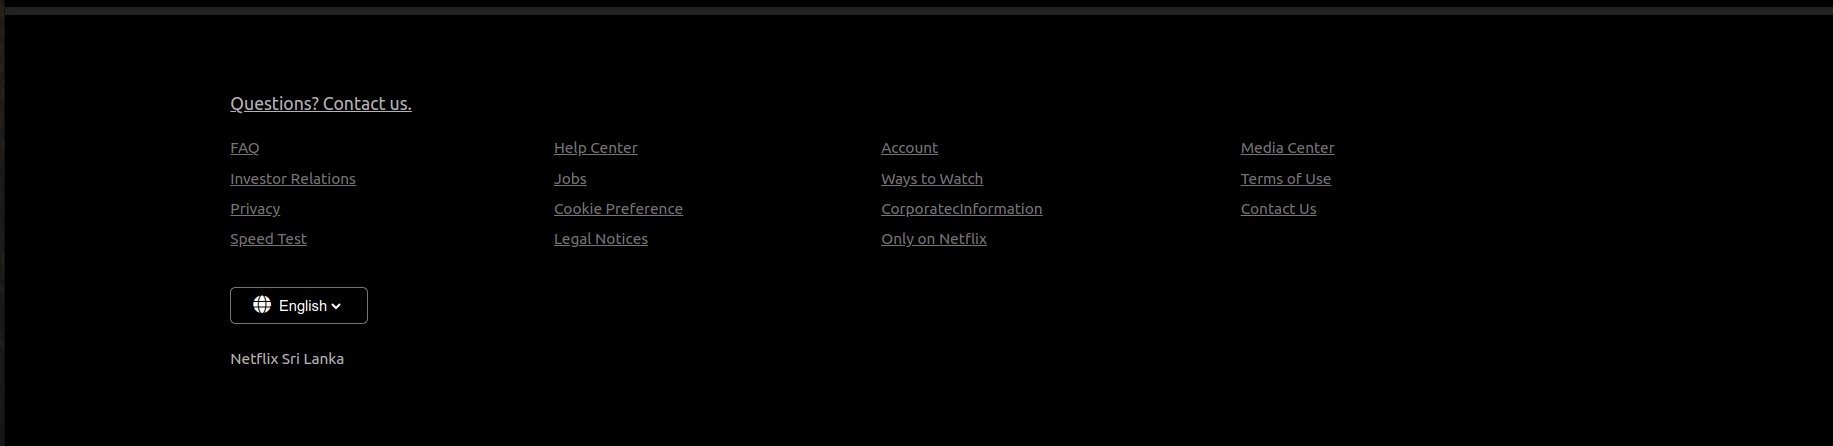 Questions? Contact us.
FAQ Help Center Account Media Center
Investor Relations Jobs Ways to Watch Terms of Use
Privacy Cookie Preference CorporatecInformation Contact Us
Speed Test Legal Notices Only on Netflix
English
Netflix Sri Lanka